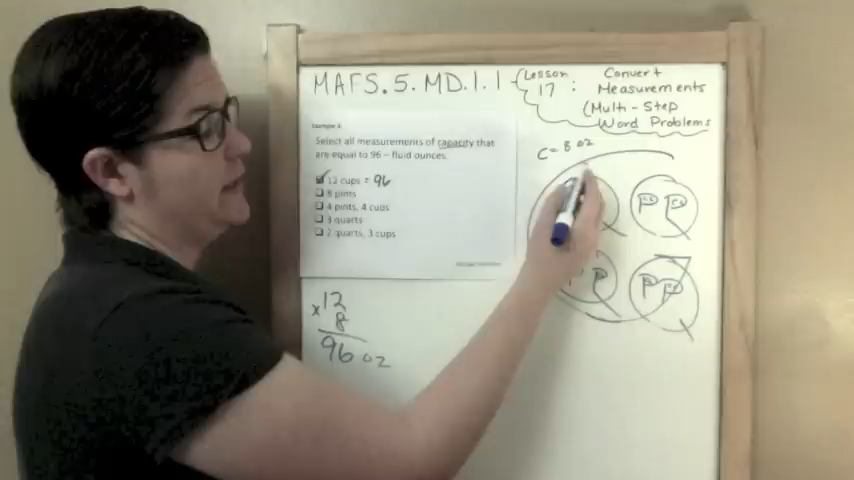 MAFS.5.MD.1.1
Lesson 17: Convert
Measurements
(Multi-Step
Word Problems
Select all measurements of capacity that
are equal to 96 – fluid ounces.
12 cups = 96
8 pints
4 pints, 4 cups
3 quarts
2 quarts, 3 cups
C = 8 oz
P P
P P
P P
x 12
8
96 oz